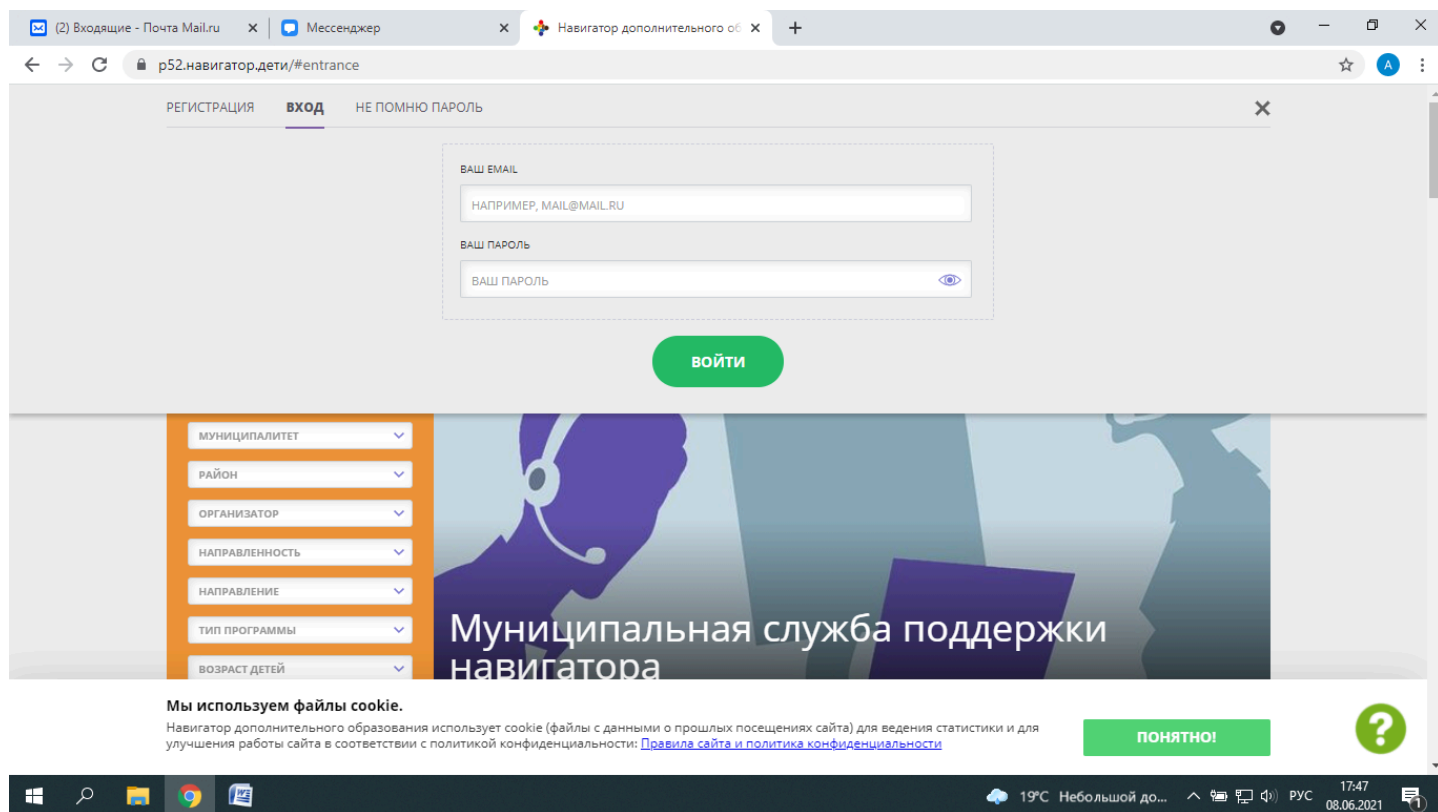 (2) Входящие - Почта Mail.ru
Мессенджер
Навигатор дополнительного об
р52.навигатор.дети/#entrance
А
РЕГИСТРАЦИЯ ВХОД НЕ ПОМНЮ ПАРОЛЬ
ВАШ EMAIL
НАПРИМЕР, MAIL@MAIL.RU
ВАШ ПАРОЛЬ
ВАШ ПАРОЛЬ
ВОЙТИ
МУНИЦИПАЛИТЕТ
РАЙОН
ОРГАНИЗАТОР
НАПРАВЛЕННОСТЬ
НАПРАВЛЕНИЕ
ТИП ПРОГРАММЫ
ВОЗРАСТ ДЕТЕЙ
Муниципальная служба поддержки
навигатора
Мы используем файлы cookie.
Навигатор дополнительного образования использует cookie (файлы с данными о прошлых посещениях сайта) для ведения статистики и для
улучшения работы сайта в соответствии с политикой конфиденциальности: Правила сайта и политика конфиденциальности
ПОНЯТНО!
?
19°C Небольшой до...
РУС
17:47
08.06.2021
1